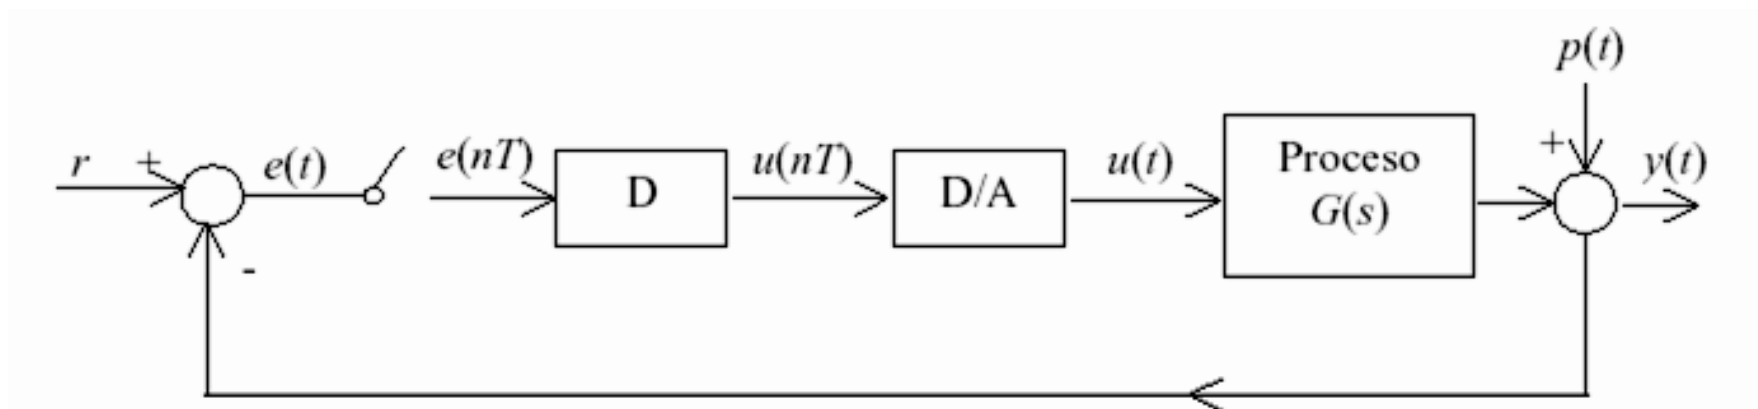 p(t)
r
+
e(t)
e(nT)
D
u(nT)
D/A
u(t)
Proceso
G(s)
+
y(t)
-